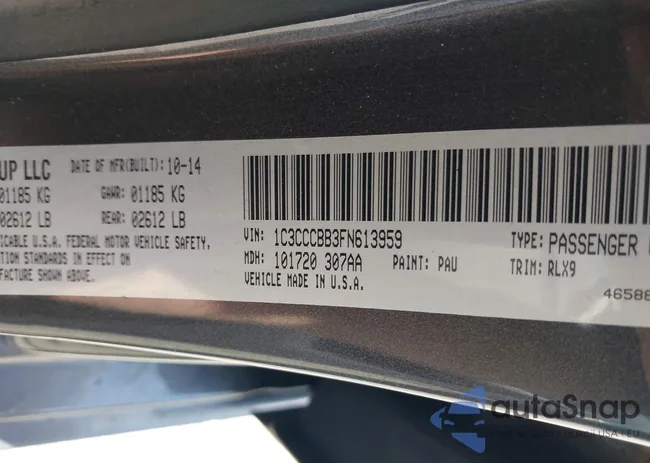 UP LLC DATE OF MFR(BUILT): 10-14
01185 KG GAWR: 01185 KG
02612 LB REAR: 02612 LB
ICABLE U.S.A. FEDERAL MOTOR VEHICLE SAFETY,
TION STANDARDS IN EFFECT ON
FACTURE SHOWN ABOVE.
VIN: 1C3CCCBB3FN613959 TYPE: PASSENGER
MDH: 101720 307AA PAINT: PAU TRIM: RLX9
VEHICLE MADE IN U.S.A.
4658
autoSnap